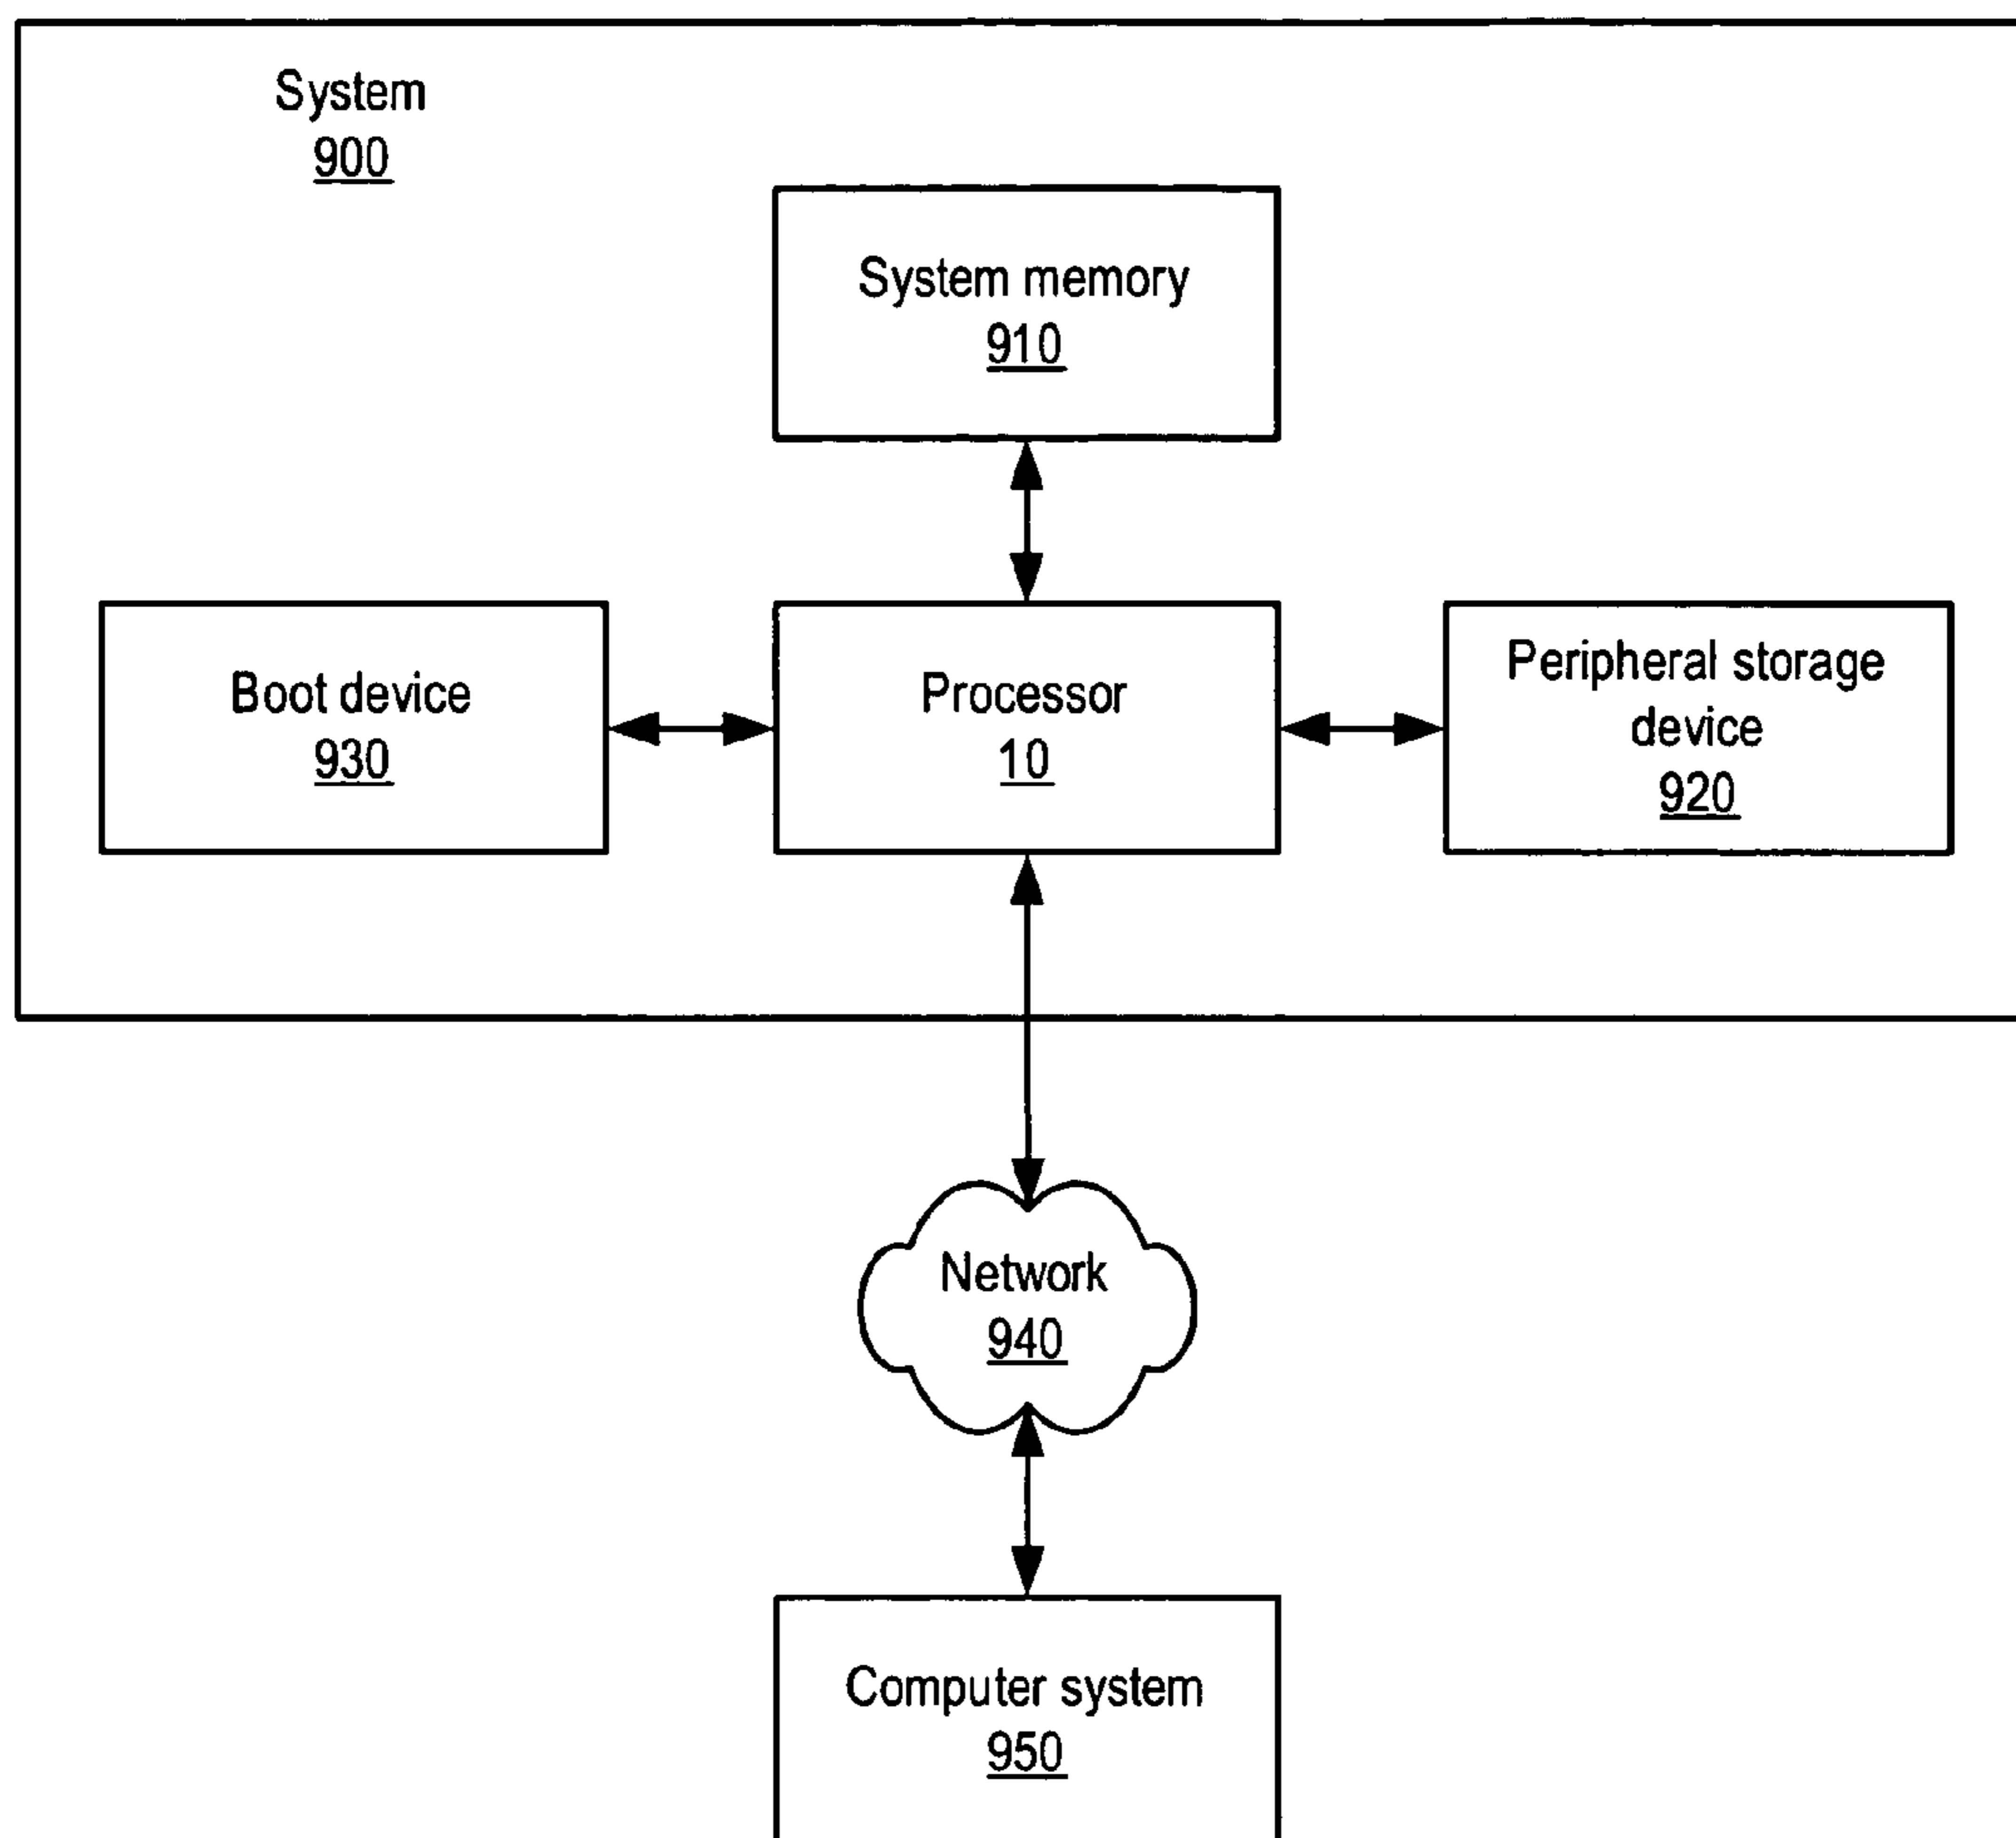 System
900
System memory
910
Boot device
930
Processor
10
Peripheral storage
device
920
Network
940
Computer system
950